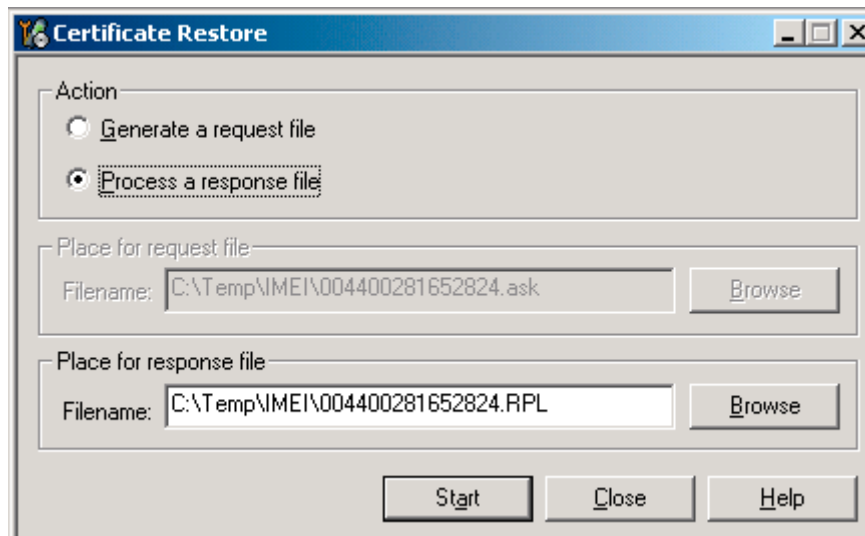 Certificate Restore
Action
Generate a request file
Process a response file
Place for request file
Filename: C:\Temp\IMEI\004400281652824.ask Browse
Place for response file
Filename: C:\Temp\IMEI\004400281652824.RPL Browse
Start Close Help